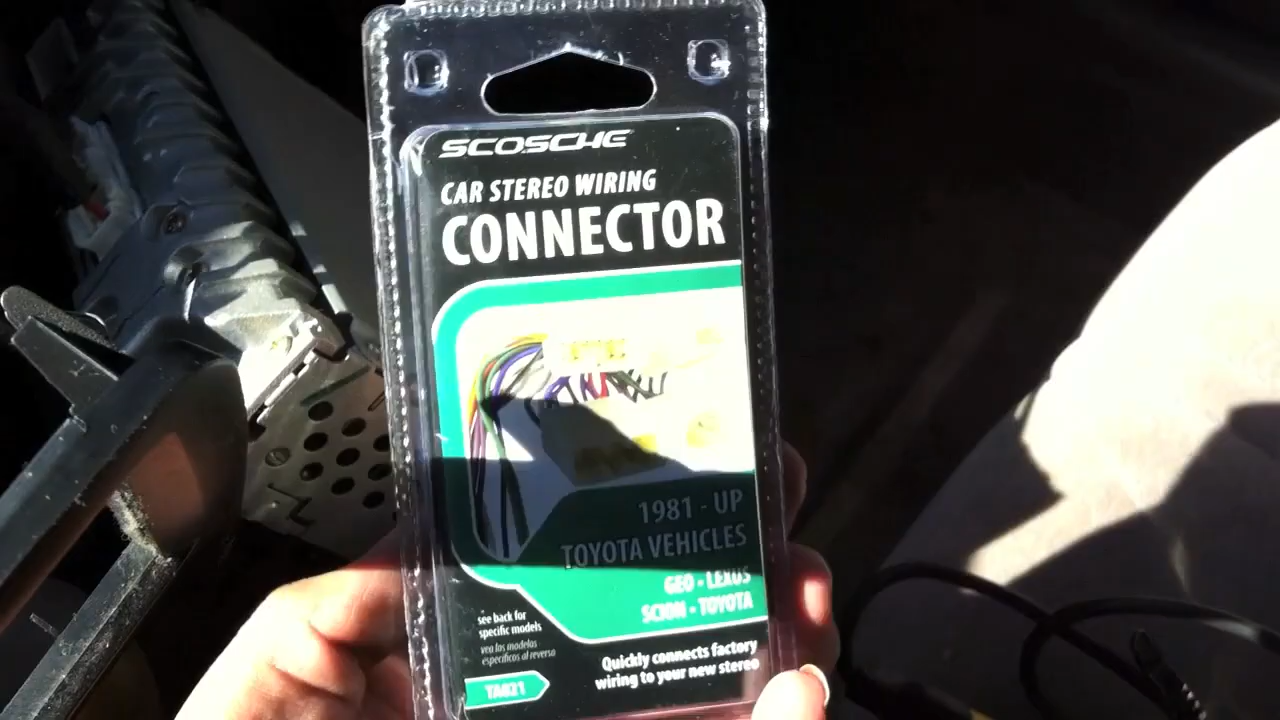 SCOSCHE
CAR STEREO WIRING
CONNECTOR
1981 - UP
TOYOTA VEHICLES
GEO - LEXUS
SCION - TOYOTA
see back for
specific models
vea los modelos
específicos al reverso
Quickly connects factory
wiring to your new stereo
TA021